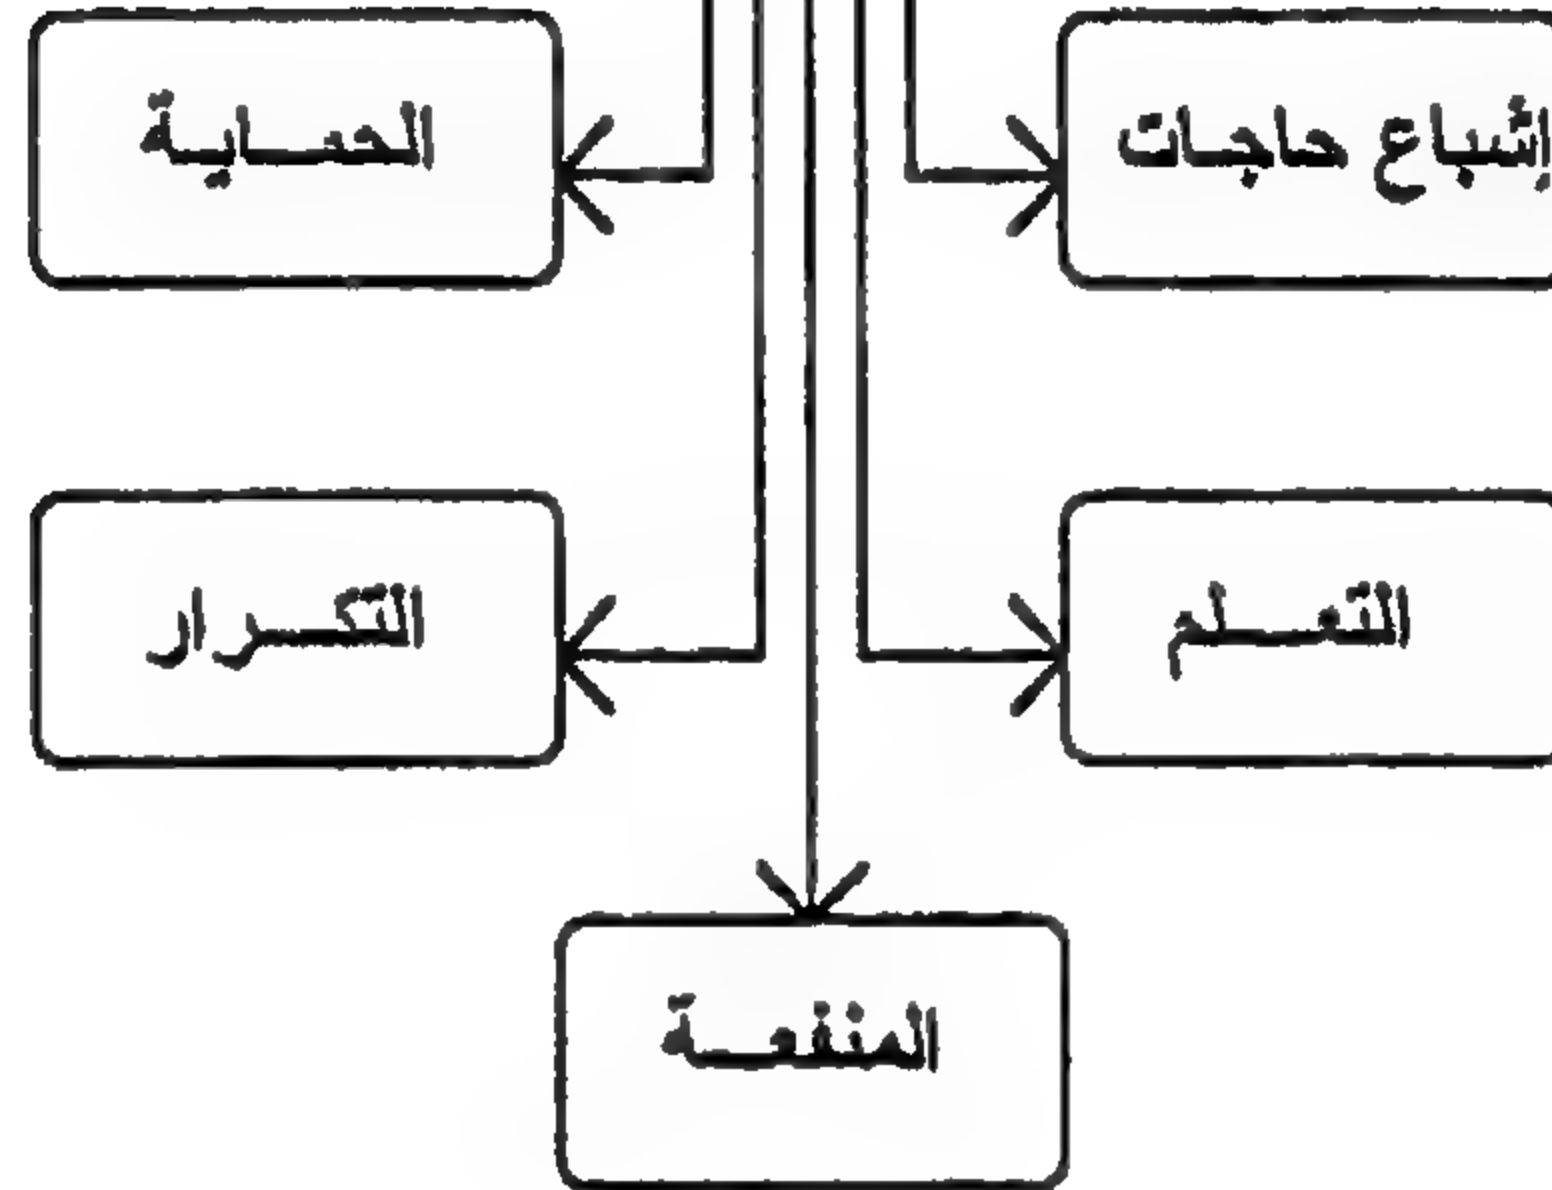 إشباع حاجات
الحماية
التعلم
التكرار
المنفعة